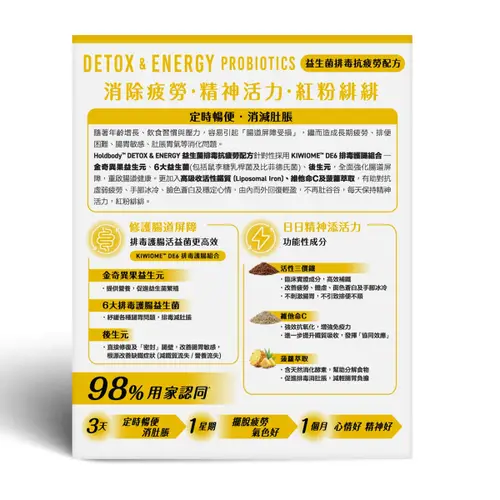 DETOX & ENERGY PROBIOTICS 益生菌排毒抗疲勞配方
消除疲勞·精神活力·紅粉緋緋
定時暢便·消減肚脹
隨著年齡增長、飲食習慣與壓力，容易引起「腸道屏障受損」，繼而造成長期疲勞、排便
困難、腸胃敏感、肚脹胃氣等消化問題。
Holdbody™ DETOX & ENERGY 益生菌排毒抗疲勞配方針對性採用 KIWIOME™ DE6 排毒護腸組合 —
金奇異果益生元、6大益生菌(包括鼠李糖乳桿菌及比菲德氏菌)、後生元，全面強化腸道屏
障，重啟腸道健康。更加入高吸收活性鐵質 (Liposomal Iron)、維他命C及菠蘿萃取，有助對抗
虛弱疲勞、手腳冰冷、臉色蒼白及穩定心情，由內而外回復輕盈，不再肚谷谷，每天保持精神
活力，紅粉緋緋。
修護腸道屏障
排毒護腸活菌更高效
KIWIOME™ DE6 排毒護腸組合
金奇異果益生元
· 提供營養，促進益生菌繁殖
6大排毒護腸益生菌
· 紓緩各種腸胃問題，排毒減肚腩
後生元
· 直接修復及「密封」腸壁，改善腸胃敏感，
根源改善缺鐵症狀 (減鐵質流失 / 營養流失)
日日精神添活力
功能性成分
活性三價鐵
· 臨床實證成分，高效補鐵
· 改善疲勞、體虛、面色蒼白及手腳冰冷
· 不刺激腸胃，不引致排便不順
維他命C
· 強效抗氧化，增強免疫力
· 進一步提升鐵質吸收，發揮「協同效應」
菠蘿萃取
· 含天然消化酵素，幫助分解食物
· 促進排毒消肚脹，減輕腸胃負擔
98% 用家認同
3天 定時暢便 消肚脹
1星期 擺脫疲勞 氣色好
1個月 心情好 精神好